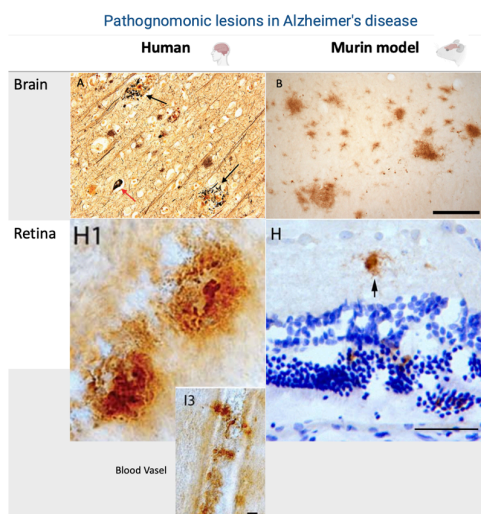 Pathognomonic lesions in Alzheimer's disease
Human
Murin model
Brain
A
B
Retina
H1
H
I3
Blood Vasel